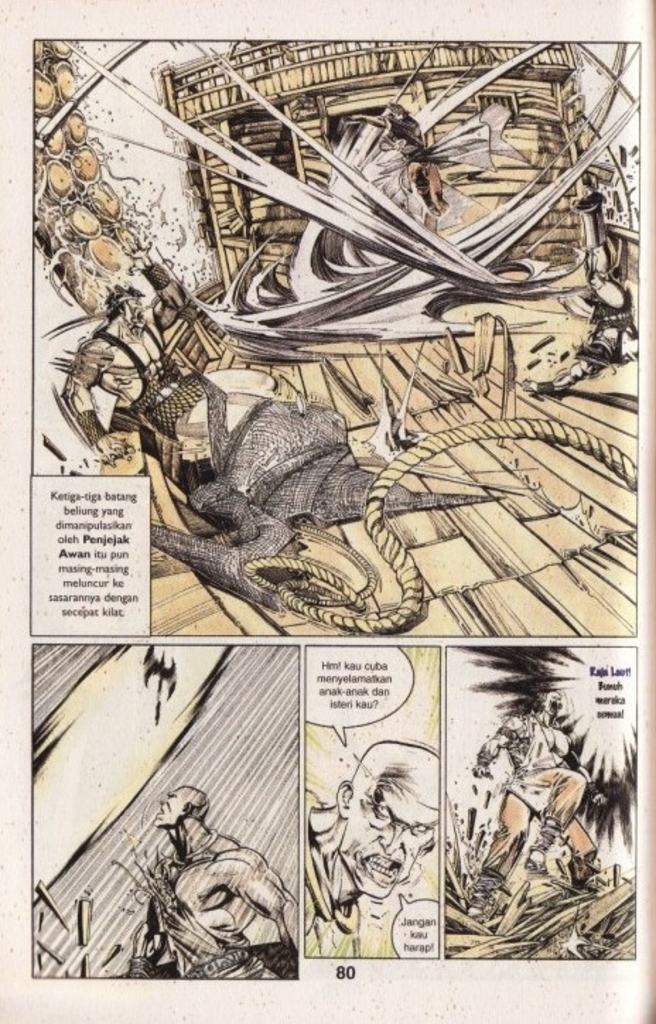 Ketiga-tiga batang
beliung yang
dimanipulasikan
oleh Penjejak
Awan itu pun
masing-masing
meluncur ke
sasarannya dengan
secepat kilat.
Hm! kau cuba
menyelamatkan
anak-anak dan
isteri kau?
Jangan
kau
harap!
Raja Laut!
Bunuh
mereka
semua!
80